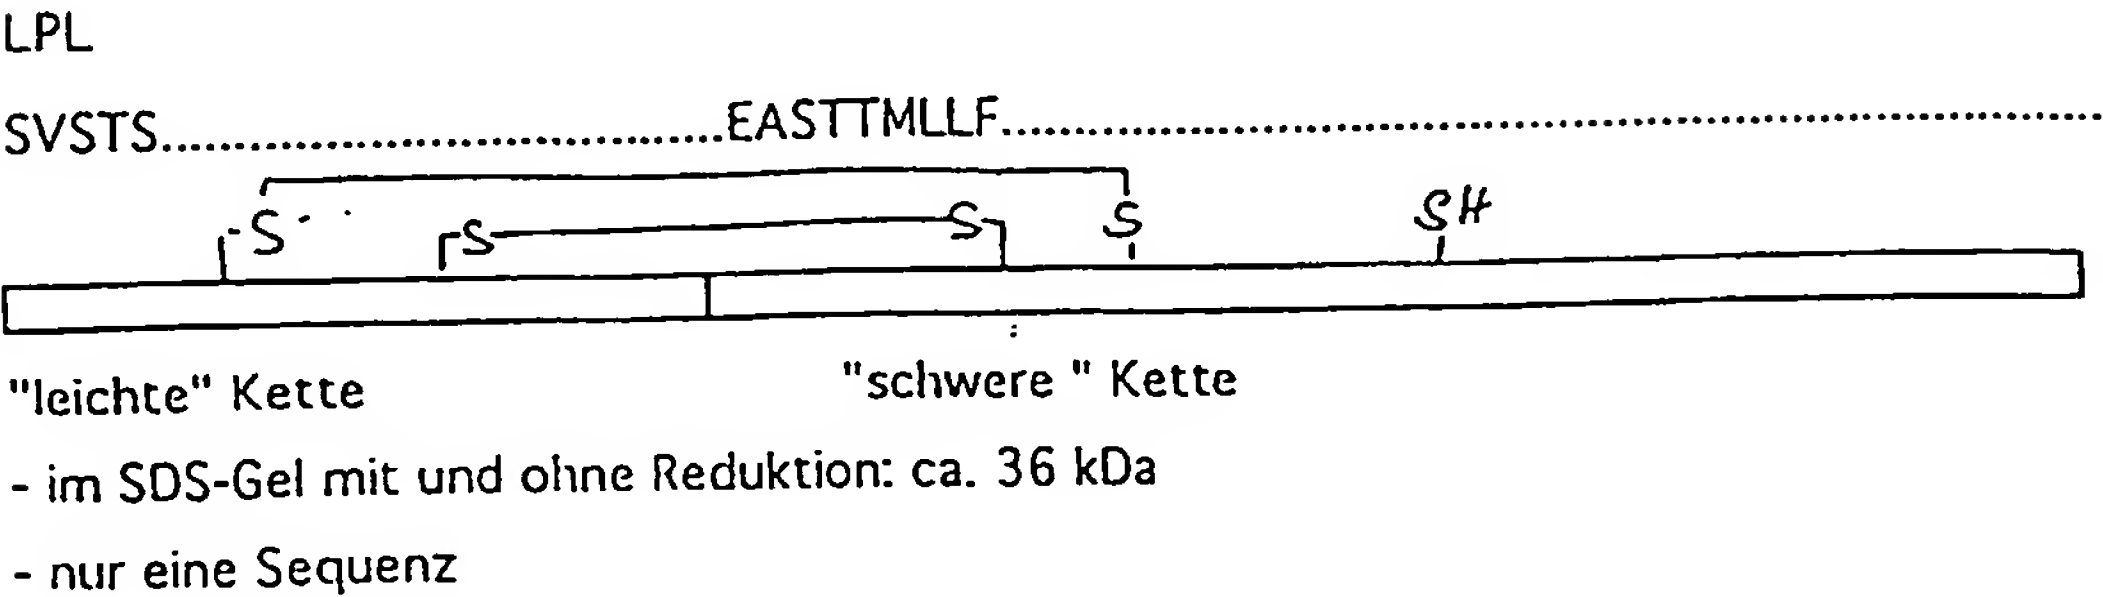 LPL
SVSTS...............................EASTTMLLF.............................................................
S S S S SH
"leichte" Kette "schwere " Kette
- im SDS-Gel mit und ohne Reduktion: ca. 36 kDa
- nur eine Sequenz